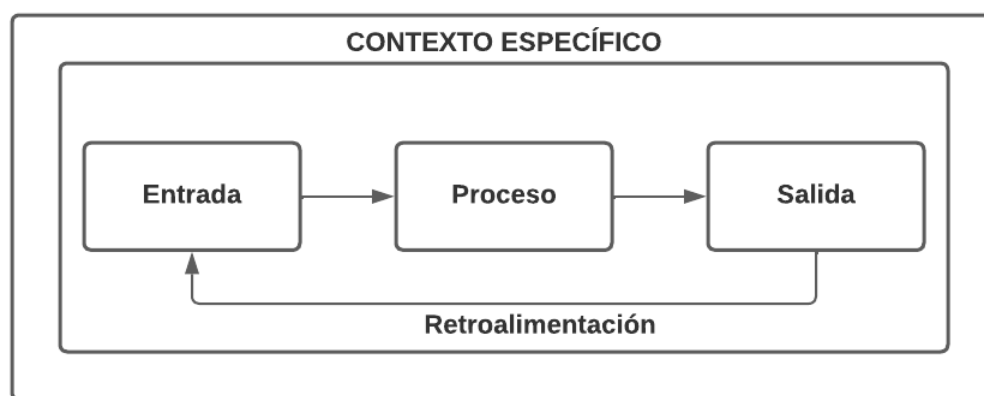 CONTEXTO ESPECÍFICO
Entrada
Proceso
Salida
Retroalimentación